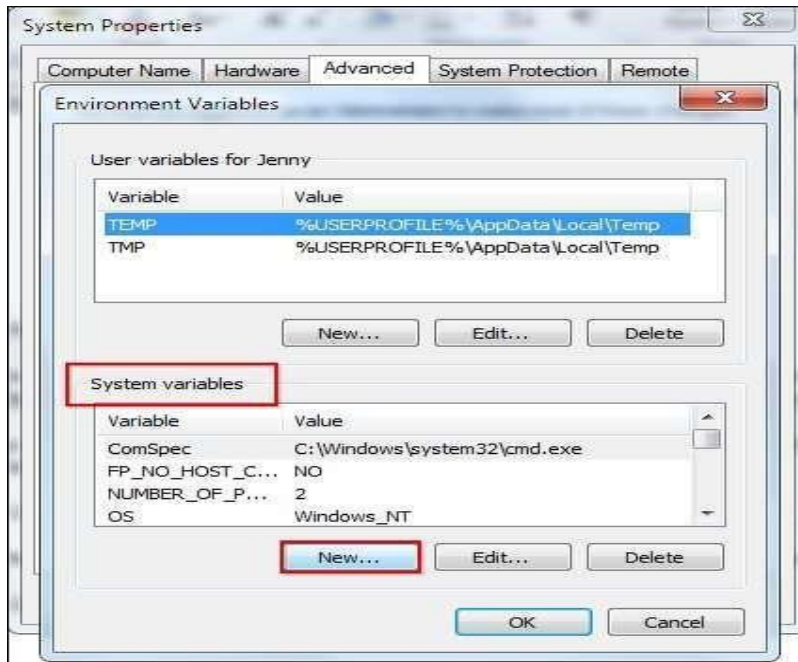 System Properties
Computer Name Hardware Advanced System Protection Remote
Environment Variables
User variables for Jenny
Variable Value
TEMP %USERPROFILE%\AppData\Local\Temp
TMP %USERPROFILE%\AppData\Local\Temp
New... Edit... Delete
System variables
Variable Value
ComSpec C:\Windows\system32\cmd.exe
FP_NO_HOST_C... NO
NUMBER_OF_P... 2
OS Windows_NT
New... Edit... Delete
OK Cancel